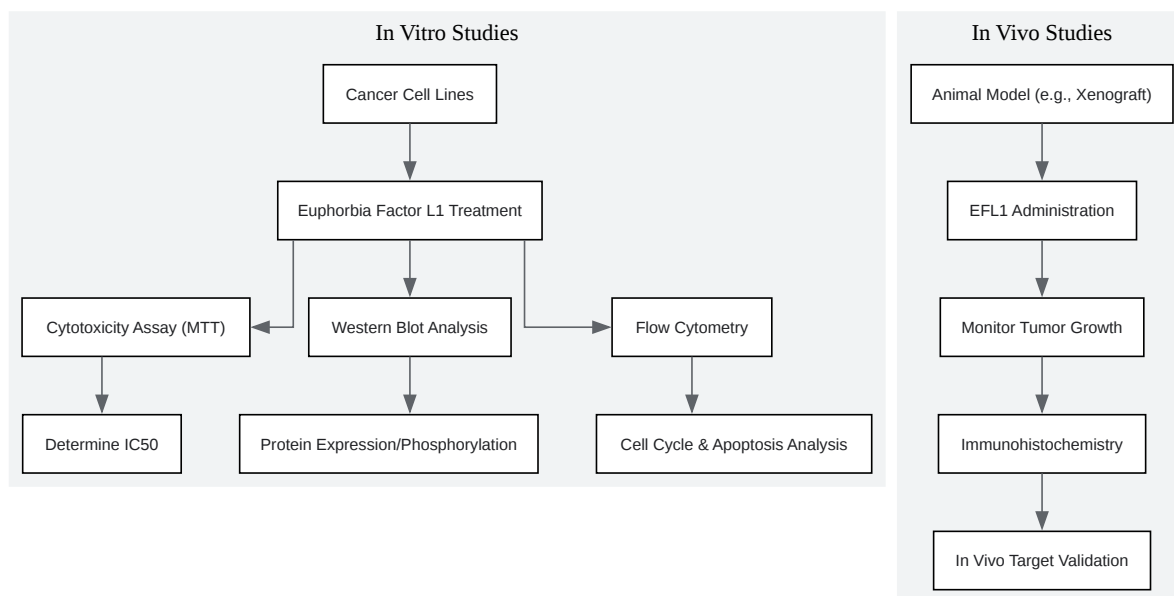 In Vitro Studies
Cancer Cell Lines
Euphorbia Factor L1 Treatment
Cytotoxicity Assay (MTT)
Western Blot Analysis
Flow Cytometry
Determine IC50
Protein Expression/Phosphorylation
Cell Cycle & Apoptosis Analysis
In Vivo Studies
Animal Model (e.g., Xenograft)
EFL1 Administration
Monitor Tumor Growth
Immunohistochemistry
In Vivo Target Validation